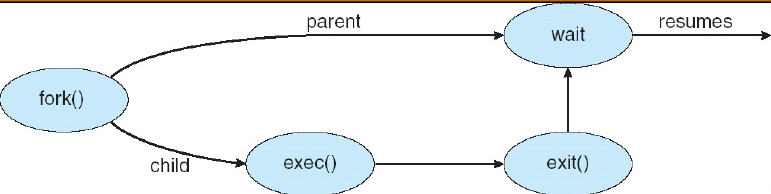 parent
wait
resumes
fork()
child
exec()
exit()